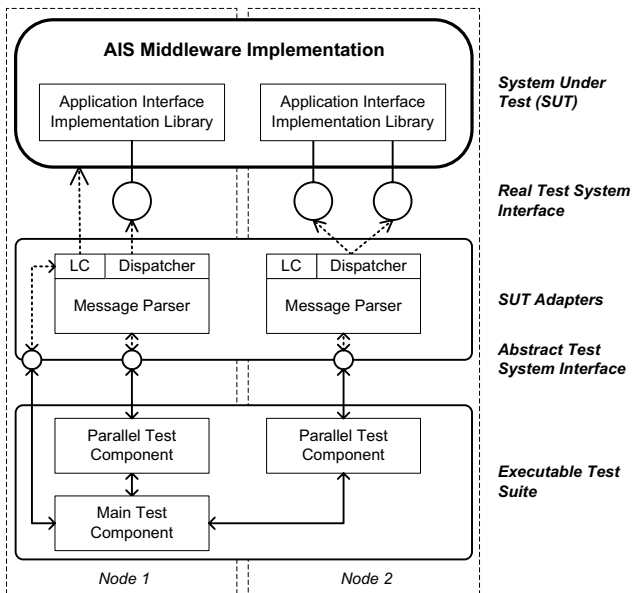 AIS Middleware Implementation
Application Interface
Implementation Library
Application Interface
Implementation Library
System Under
Test (SUT)
Real Test System
Interface
LC
Dispatcher
Message Parser
LC
Dispatcher
Message Parser
SUT Adapters
Abstract Test
System Interface
Parallel Test
Component
Parallel Test
Component
Main Test
Component
Executable Test
Suite
Node 1
Node 2